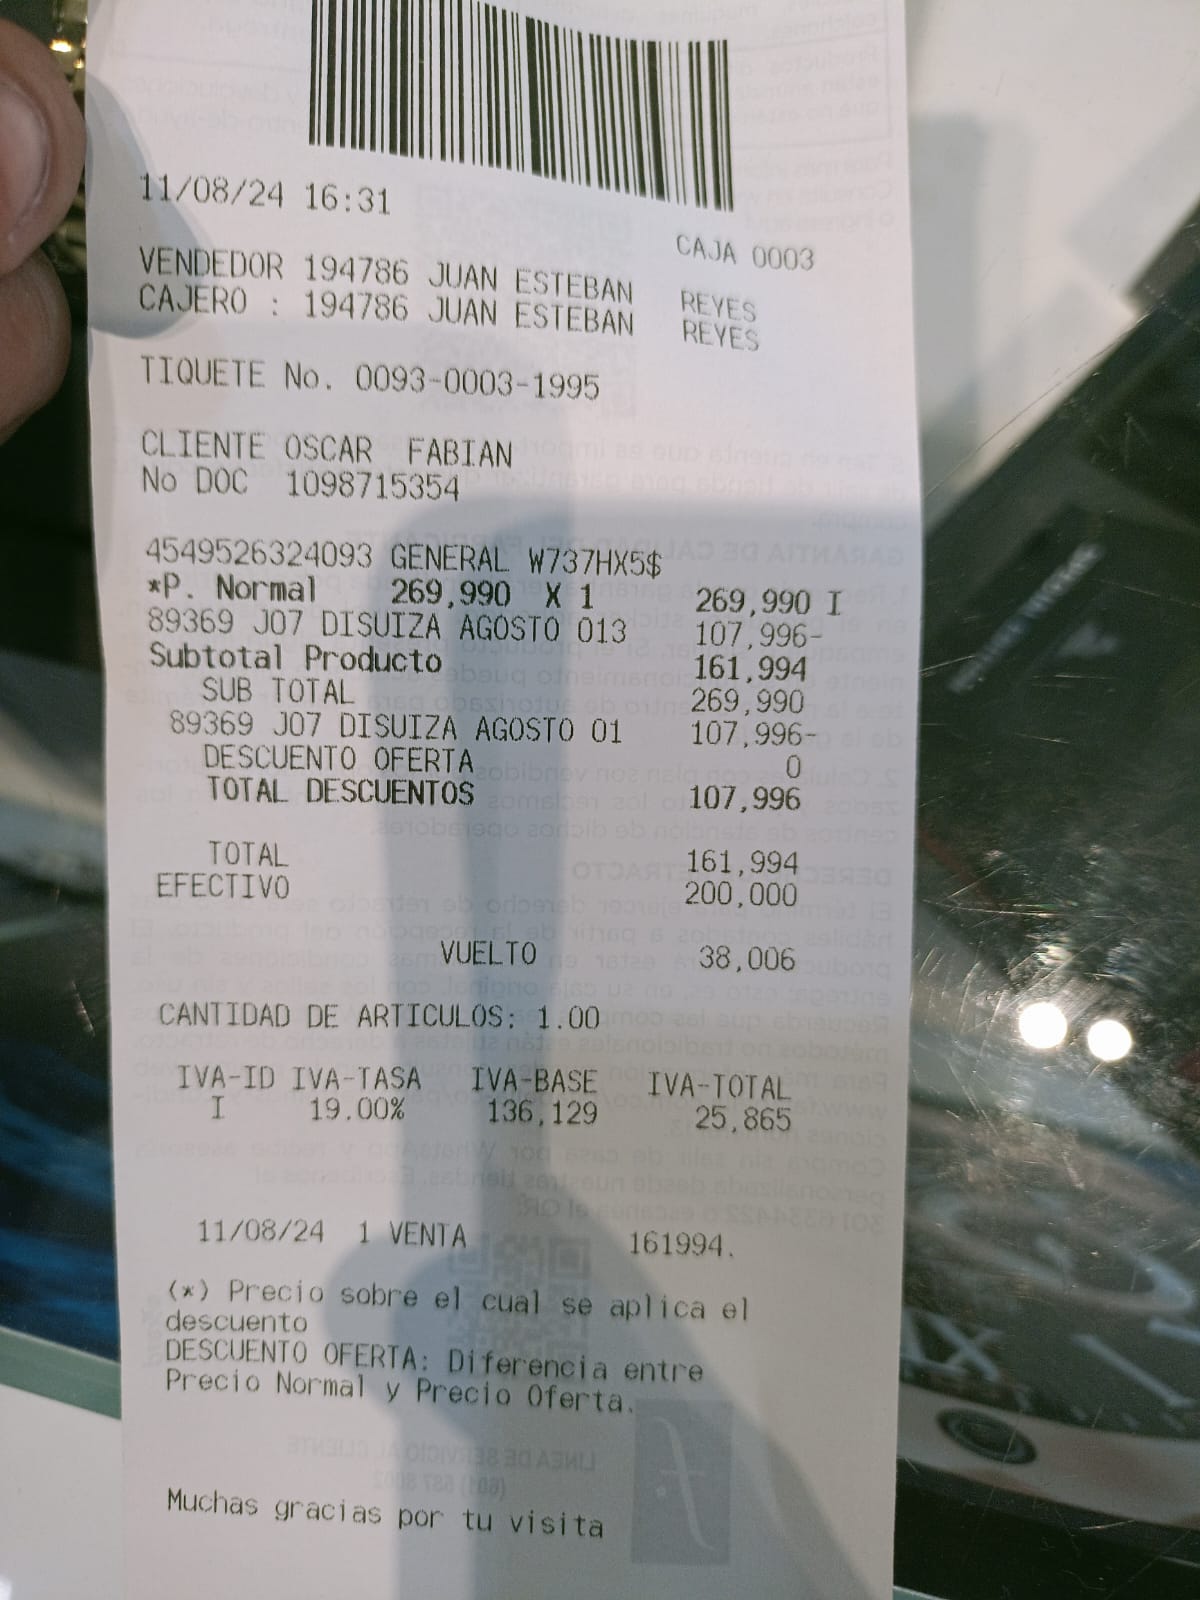 11/08/24 16:31
CAJA 0003
VENDEDOR 194786 JUAN ESTEBAN REYES
CAJERO : 194786 JUAN ESTEBAN REYES
TIQUETE No. 0093-0003-1995
CLIENTE OSCAR FABIAN
No DOC 1098715354
4549526324093 GENERAL W737HX5$
*P. Normal 269,990 X 1 269,990 I
89369 J07 DISUIZA AGOSTO 013 107,996-
Subtotal Producto 161,994
SUB TOTAL 269,990
89369 J07 DISUIZA AGOSTO 01 107,996-
DESCUENTO OFERTA 0
TOTAL DESCUENTOS 107,996
TOTAL 161,994
EFECTIVO 200,000
VUELTO 38,006
CANTIDAD DE ARTICULOS: 1.00
IVA-ID IVA-TASA IVA-BASE IVA-TOTAL
I 19.00% 136,129 25,865
11/08/24 1 VENTA 161994.
(*) Precio sobre el cual se aplica el
descuento
DESCUENTO OFERTA: Diferencia entre
Precio Normal y Precio Oferta.
Muchas gracias por tu visita